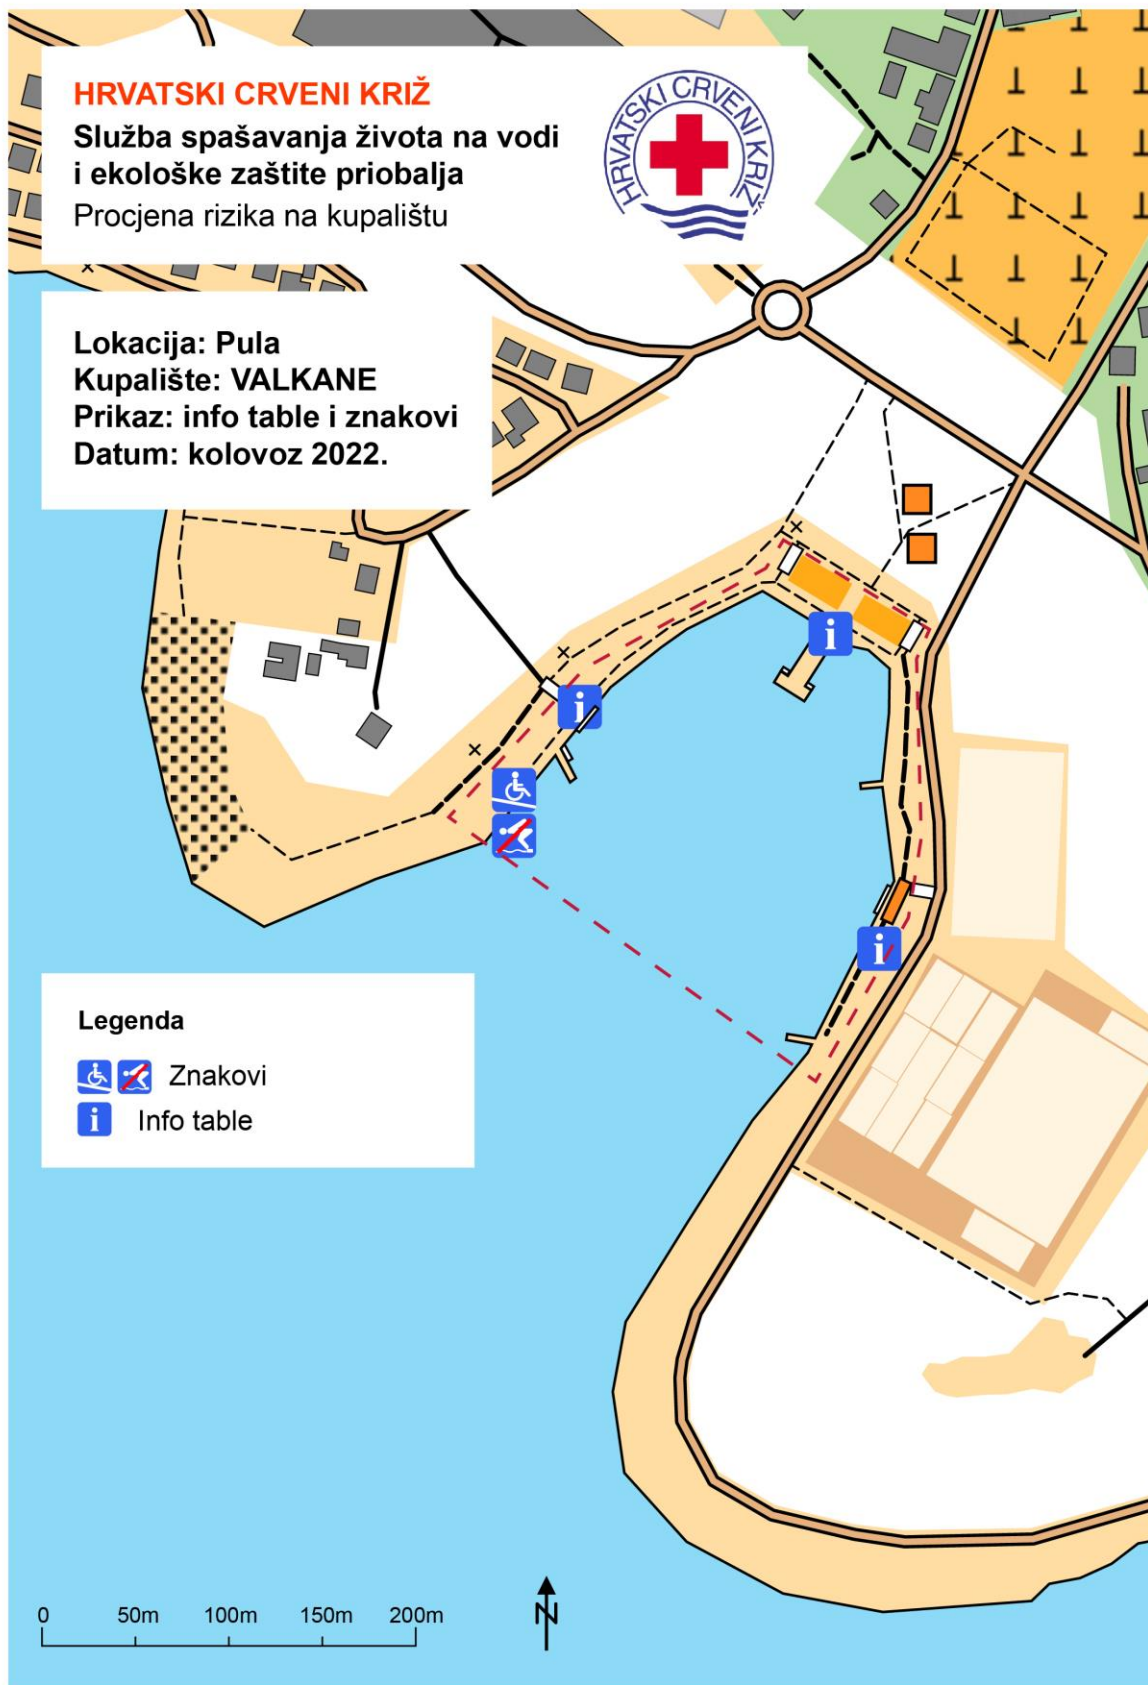 HRVATSKI CRVENI KRIŽ
Služba spašavanja života na vodi
i ekološke zaštite priobalja
Procjena rizika na kupalištu
HRVATSKI CRVENI KRIŽ
Lokacija: Pula
Kupalište: VALKANE
Prikaz: info table i znakovi
Datum: kolovoz 2022.
i
i
i
Legenda
Znakovi
i Info table
0 50m 100m 150m 200m
N